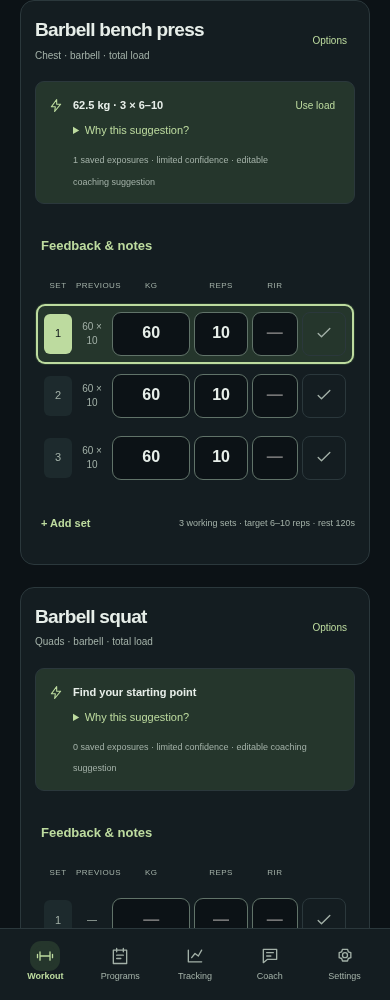 Barbell bench press
Options
Chest · barbell · total load
62.5 kg · 3 × 6–10
Use load
▶ Why this suggestion?
1 saved exposures · limited confidence · editable
coaching suggestion
Feedback & notes
SET PREVIOUS KG REPS RIR
1 60 × 10 60 10 —
2 60 × 10 60 10 —
3 60 × 10 60 10 —
+ Add set
3 working sets · target 6–10 reps · rest 120s
Barbell squat
Options
Quads · barbell · total load
Find your starting point
▶ Why this suggestion?
0 saved exposures · limited confidence · editable coaching
suggestion
Feedback & notes
SET PREVIOUS KG REPS RIR
1 — — — —
Workout Programs Tracking Coach Settings